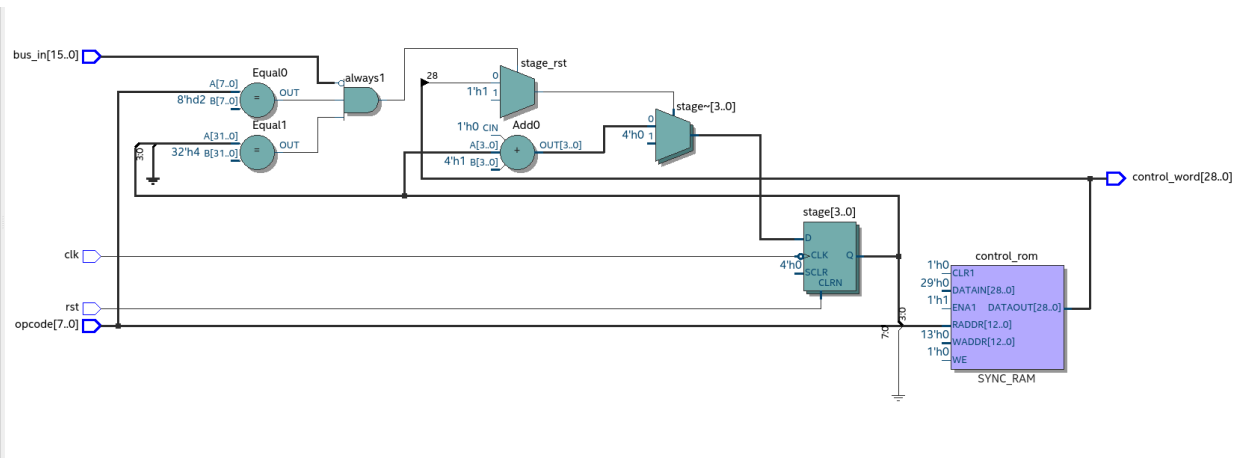 bus_in[15..0]
Equal0
A[7..0]
8'hd2 B[7..0]
=
OUT
always1
Equal1
A[31..0]
32'h4 B[31..0]
=
OUT
3:0
28
stage_rst
0
1'h1 1
1'h0 CIN
Add0
A[3..0]
4'h1 B[3..0]
+
OUT[3..0]
stage~[3..0]
0
4'h0 1
control_word[28..0]
stage[3..0]
D
clk
CLK
Q
4'h0
SCLR
CLRN
rst
opcode[7..0]
7:0
3:0
control_rom
1'h0
CLR1
29'h0
DATAIN[28..0]
1'h1
ENA1 DATAOUT[28..0]
RADDR[12..0]
13'h0
WADDR[12..0]
1'h0
WE
SYNC_RAM